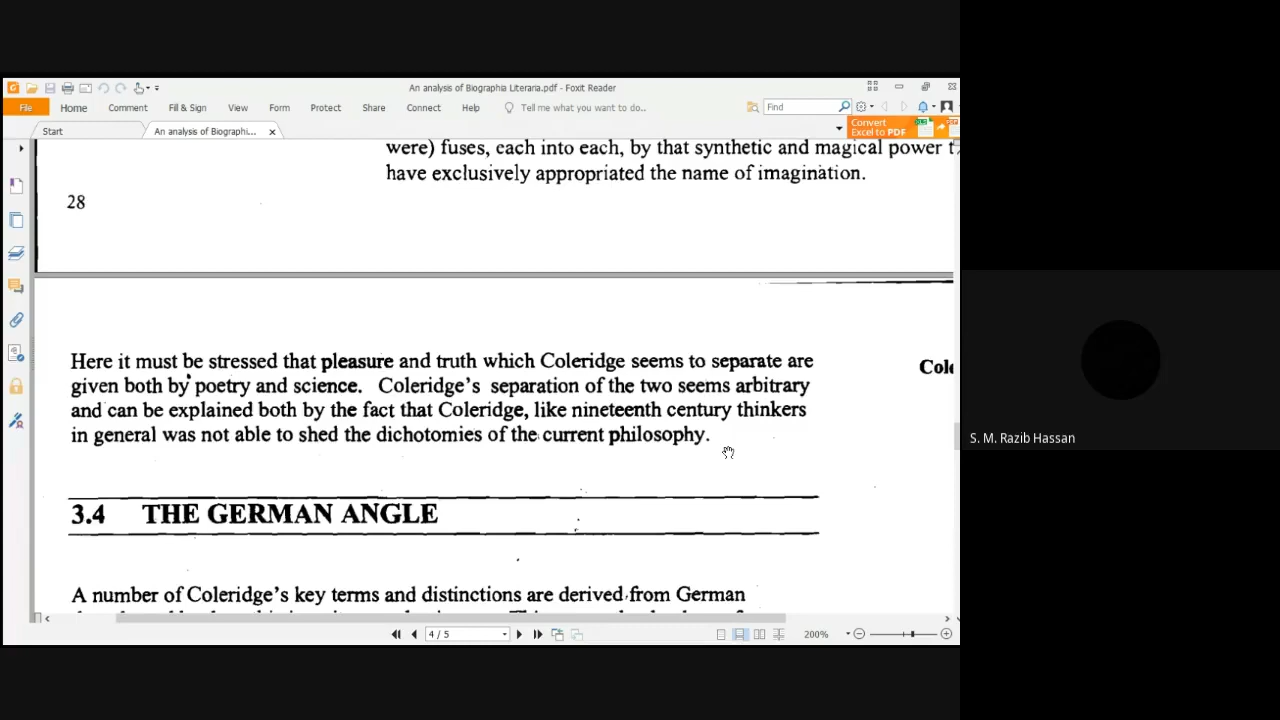 An analysis of Biographia Literaria.pdf - Foxit Reader
File Home Comment Fill & Sign View Form Protect Share Connect Help Tell me what you want to do.. Find
Start An analysis of Biographi... Convert
Excel to PDF
were) fuses, each into each, by that synthetic and magical power
have exclusively appropriated the name of imagination.
28
Here it must be stressed that pleasure and truth which Coleridge seems to separate are
given both by poetry and science. Coleridge's separation of the two seems arbitrary
and can be explained both by the fact that Coleridge, like nineteenth century thinkers
in general was not able to shed the dichotomies of the current philosophy.
Cole
3.4 THE GERMAN ANGLE
A number of Coleridge's key terms and distinctions are derived from German
4 / 5 200%
S. M. Razib Hassan